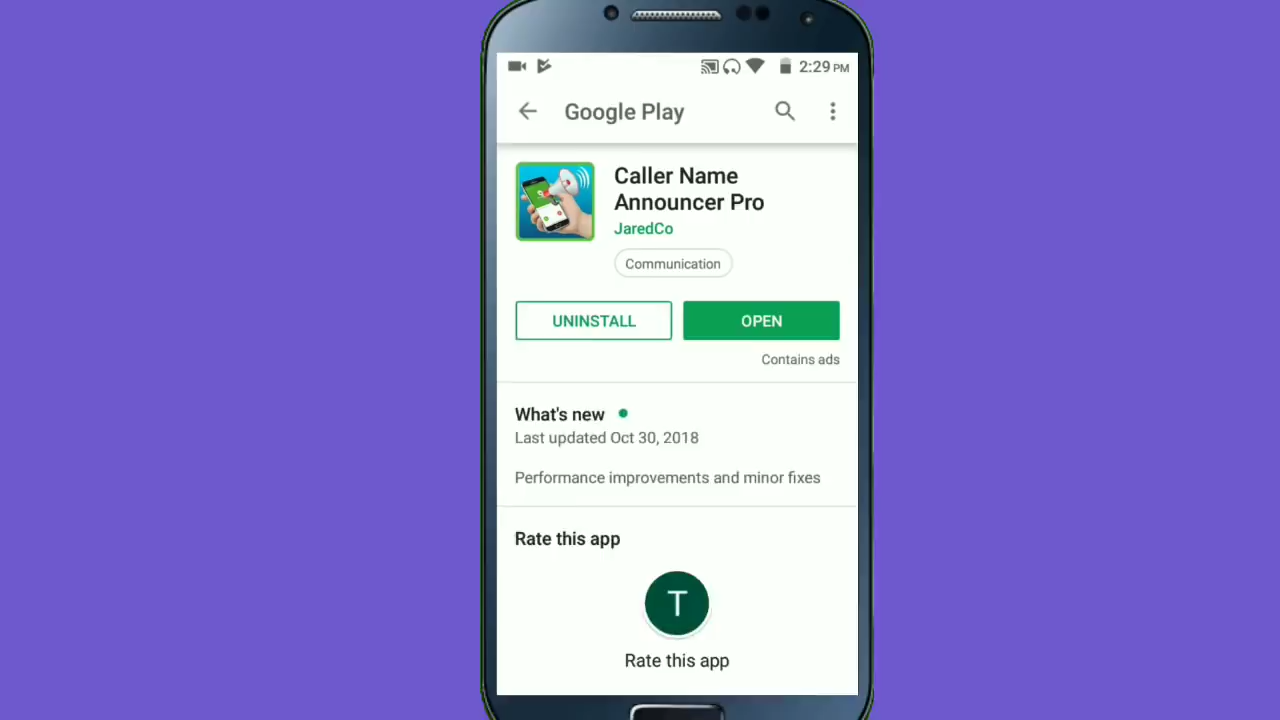 2:29 PM
Google Play
Caller Name
Announcer Pro
JaredCo
Communication
UNINSTALL
OPEN
Contains ads
What's new
Last updated Oct 30, 2018
Performance improvements and minor fixes
Rate this app
T
Rate this app